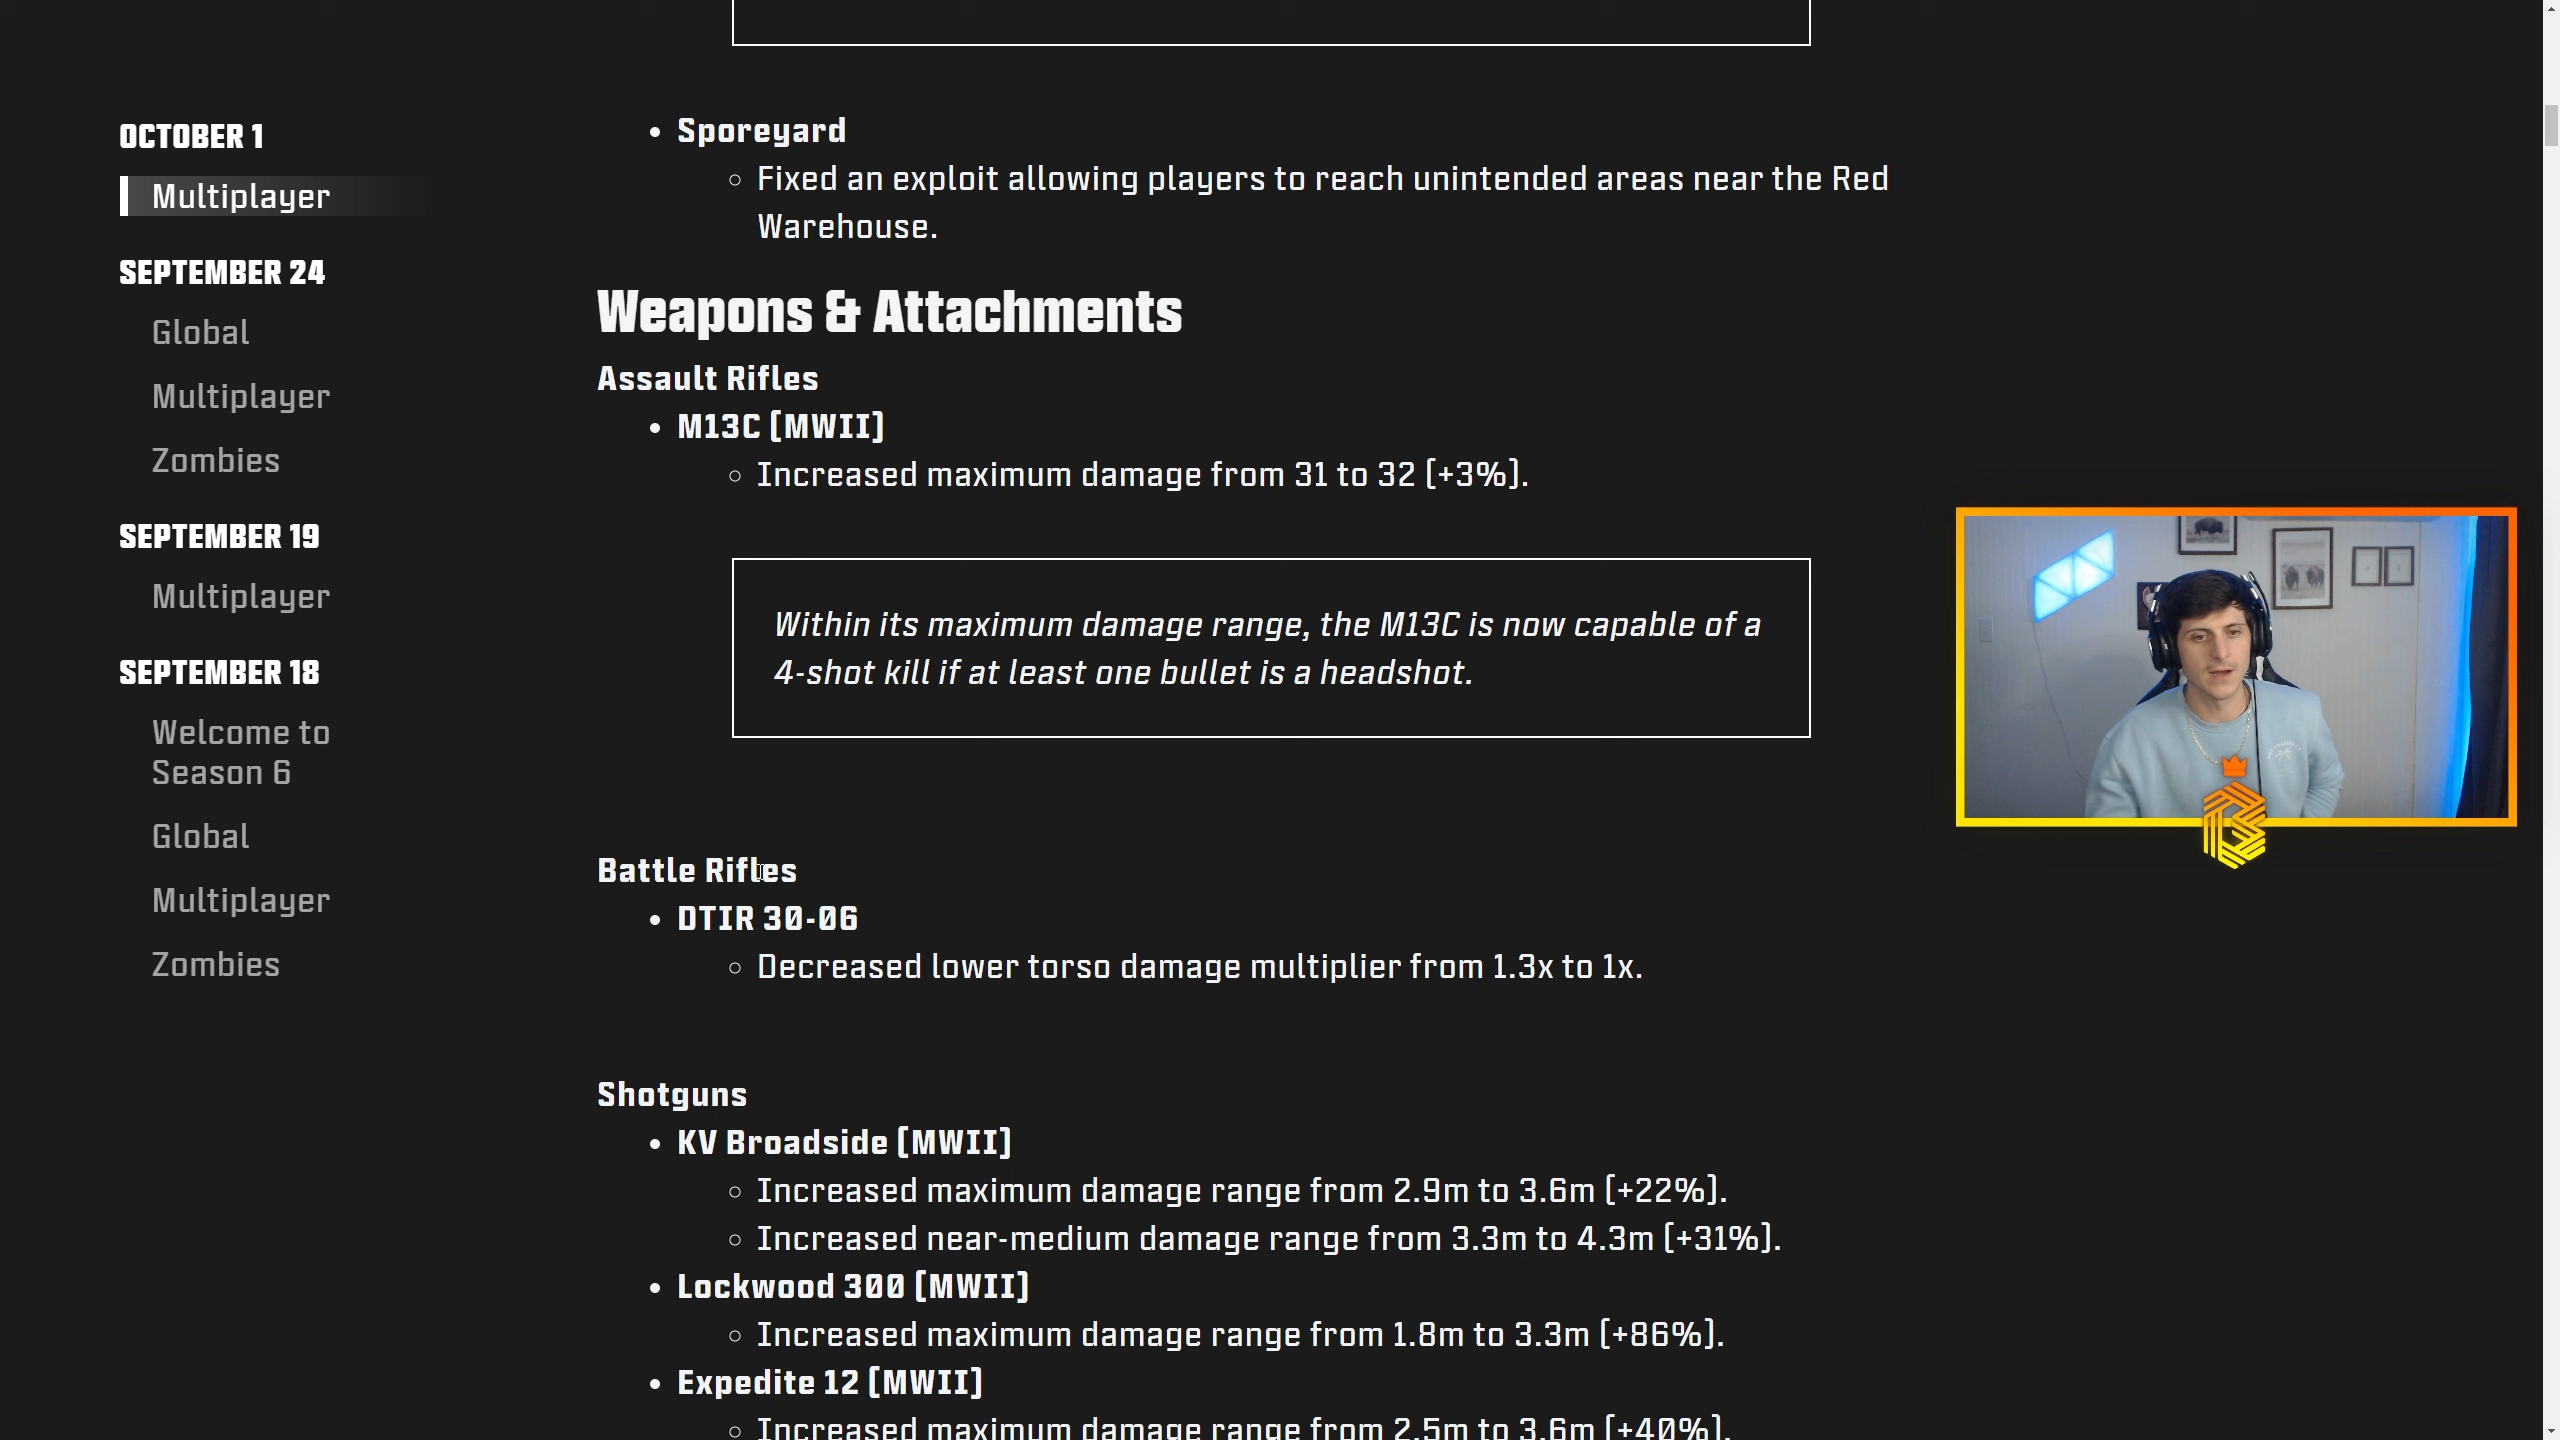 OCTOBER 1
Multiplayer
SEPTEMBER 24
Global
Multiplayer
Zombies
SEPTEMBER 19
Multiplayer
SEPTEMBER 18
Welcome to
Season 6
Global
Multiplayer
Zombies
Sporeyard
Fixed an exploit allowing players to reach unintended areas near the Red
Warehouse.
Weapons & Attachments
Assault Rifles
M13C [MWII]
Increased maximum damage from 31 to 32 [+3%].
Within its maximum damage range, the M13C is now capable of a
4-shot kill if at least one bullet is a headshot.
Battle Rifles
DTIR 30-06
Decreased lower torso damage multiplier from 1.3x to 1x.
Shotguns
KV Broadside [MWII]
Increased maximum damage range from 2.9m to 3.6m [+22%].
Increased near-medium damage range from 3.3m to 4.3m [+31%].
Lockwood 300 [MWII]
Increased maximum damage range from 1.8m to 3.3m [+86%].
Expedite 12 [MWII]
Increased maximum damage range from 2.5m to 3.6m [+40%].